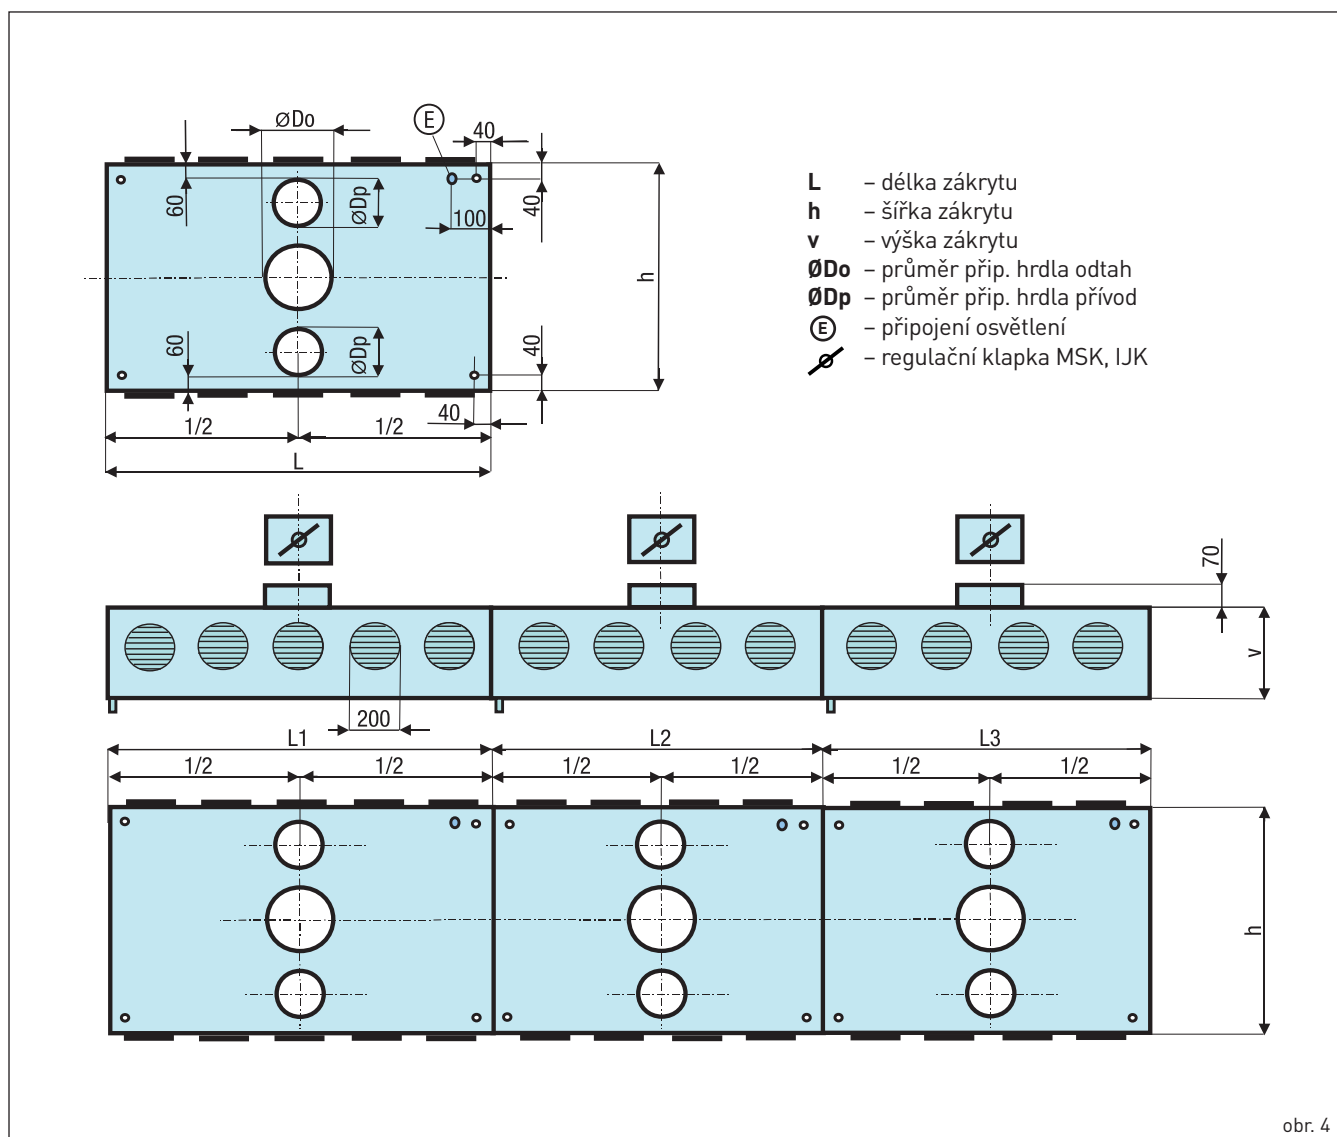 ØDo
E
40
60
ØDp
100
40
h
60
ØDp
40
40
1/2
1/2
L
L – délka zákrytu
h – šířka zákrytu
v – výška zákrytu
ØDo – průměr přip. hrdla odtah
ØDp – průměr přip. hrdla přívod
E – připojení osvětlení
– regulační klapka MSK, IJK
70
v
200
L1
L2
L3
1/2
1/2
1/2
1/2
1/2
1/2
h
obr. 4